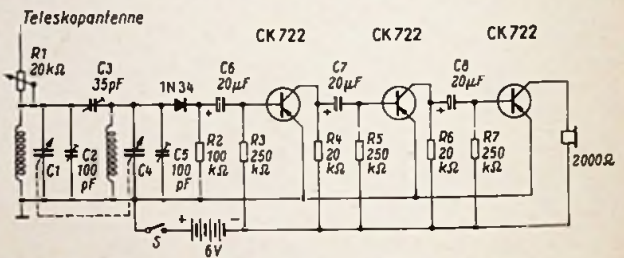 Teleskopantenne
R1
20kΩ
C3
35pF
1N34
C6
20µF
CK722
C7
20µF
CK722
C8
20µF
CK722
C1
C2
100
pF
C4
C5
100
pF
R2
100
kΩ
R3
250
kΩ
R4
20
kΩ
R5
250
kΩ
R6
20
kΩ
R7
250
kΩ
2000Ω
S
+
−
6V
+
+
+